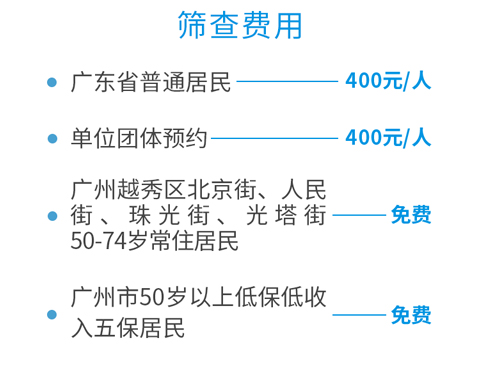 筛查费用
广东省普通居民 400元/人
单位团体预约 400元/人
广州越秀区北京街、人民
街、珠光街、光塔街 免费
50-74岁常住居民
广州市50岁以上低保低收
入五保居民 免费